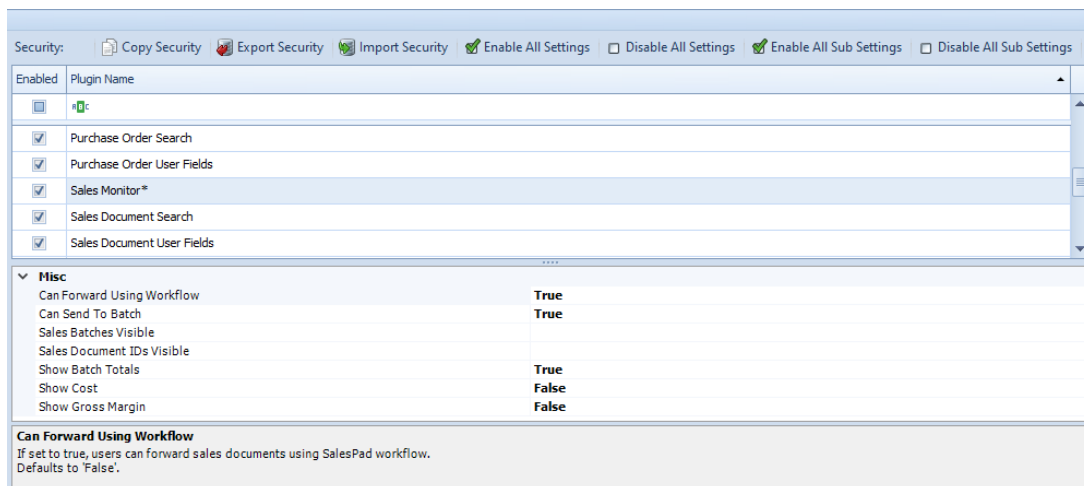 Security: Copy Security Export Security Import Security Enable All Settings Disable All Settings Enable All Sub Settings Disable All Sub Settings
Enabled Plugin Name
ABC
Purchase Order Search
Purchase Order User Fields
Sales Monitor*
Sales Document Search
Sales Document User Fields
Misc
Can Forward Using Workflow True
Can Send To Batch True
Sales Batches Visible
Sales Document IDs Visible
Show Batch Totals True
Show Cost False
Show Gross Margin False
Can Forward Using Workflow
If set to true, users can forward sales documents using SalesPad workflow.
Defaults to 'False'.